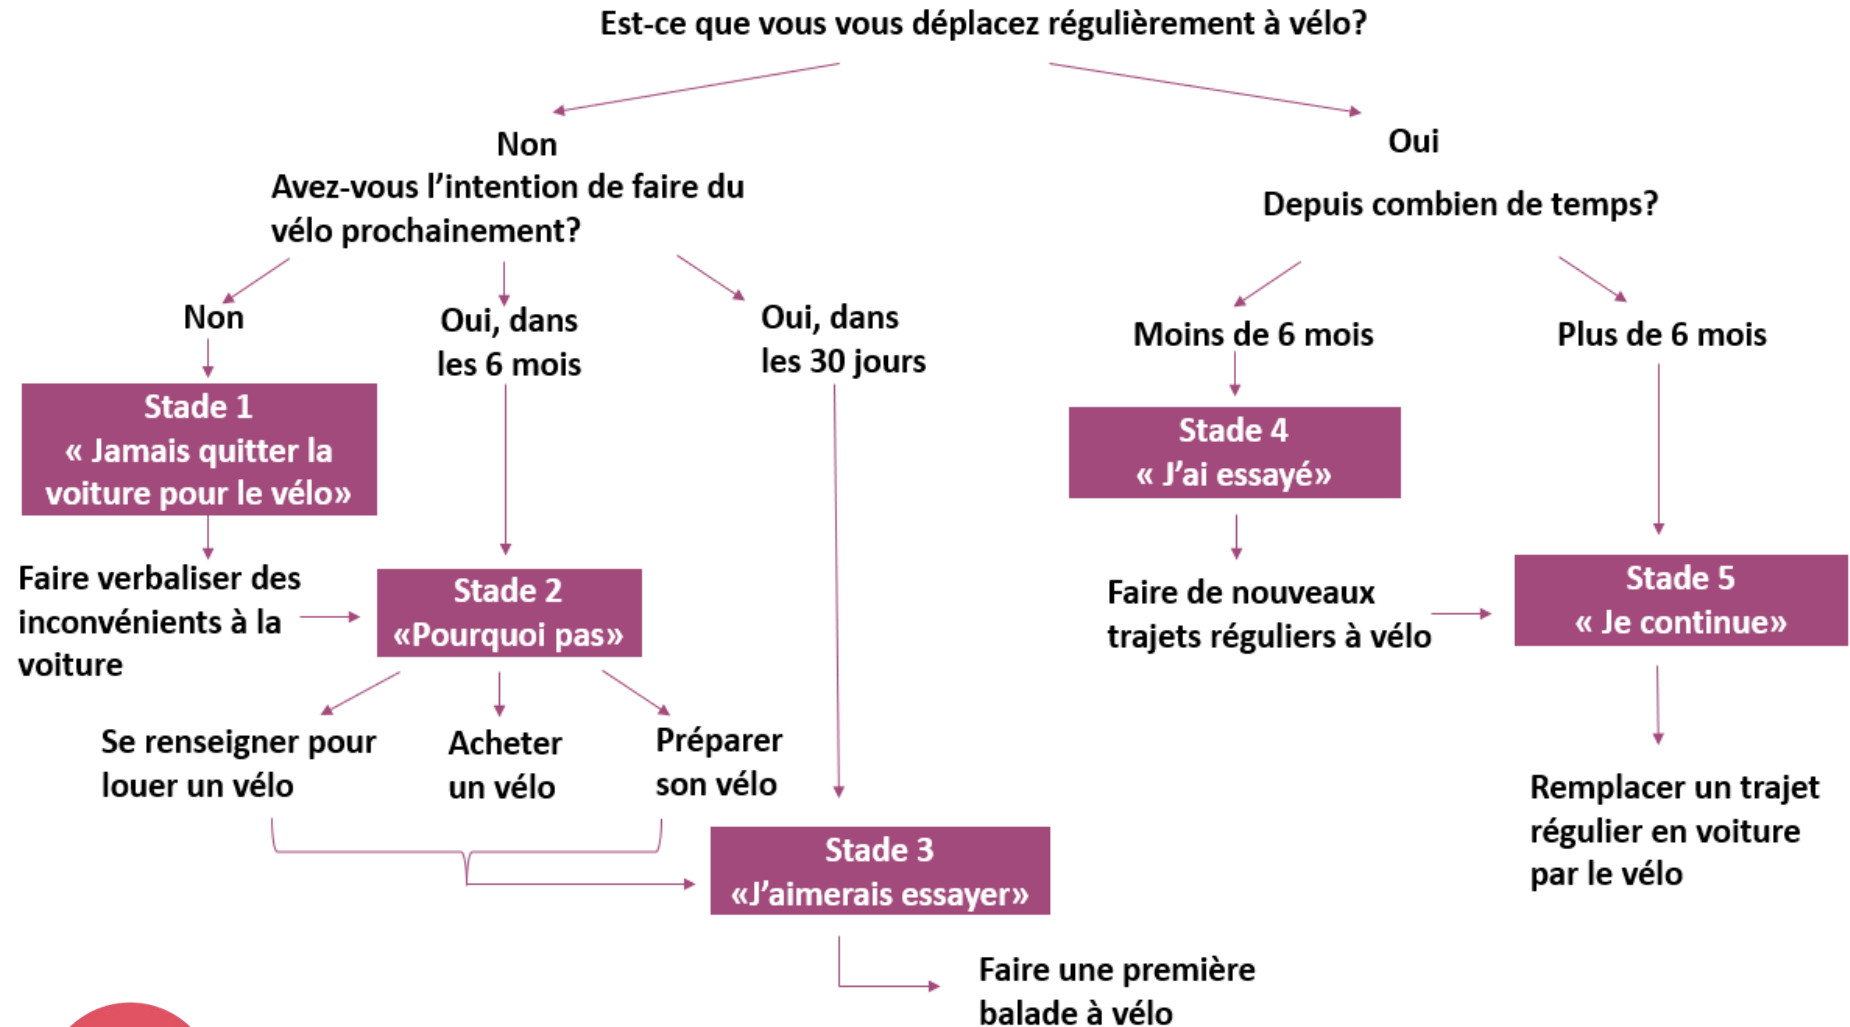 Est-ce que vous vous déplacez régulièrement à vélo?
Non
Avez-vous l’intention de faire du
vélo prochainement?
Oui
Depuis combien de temps?
Non
Oui, dans
les 6 mois
Oui, dans
les 30 jours
Moins de 6 mois
Plus de 6 mois
Stade 1
« Jamais quitter la
voiture pour le vélo»
Stade 4
« J’ai essayé»
Faire verbaliser des
inconvénients à la
voiture
Stade 2
«Pourquoi pas»
Faire de nouveaux
trajets réguliers à vélo
Stade 5
« Je continue»
Se renseigner pour
louer un vélo
Acheter
un vélo
Préparer
son vélo
Stade 3
«J’aimerais essayer»
Remplacer un trajet
régulier en voiture
par le vélo
Faire une première
balade à vélo